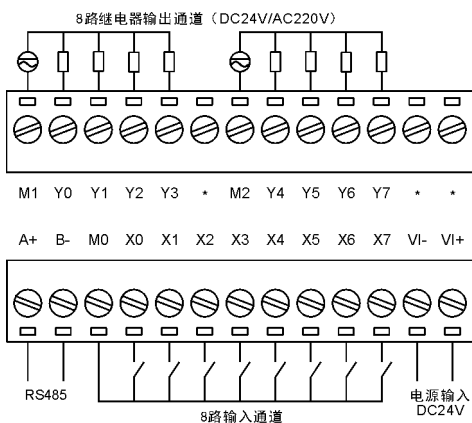 8路继电器输出通道（DC24V/AC220V）
M1 Y0 Y1 Y2 Y3 * M2 Y4 Y5 Y6 Y7 * *
A+ B- M0 X0 X1 X2 X3 X4 X5 X6 X7 VI- VI+
RS485
8路输入通道
电源输入
DC24V